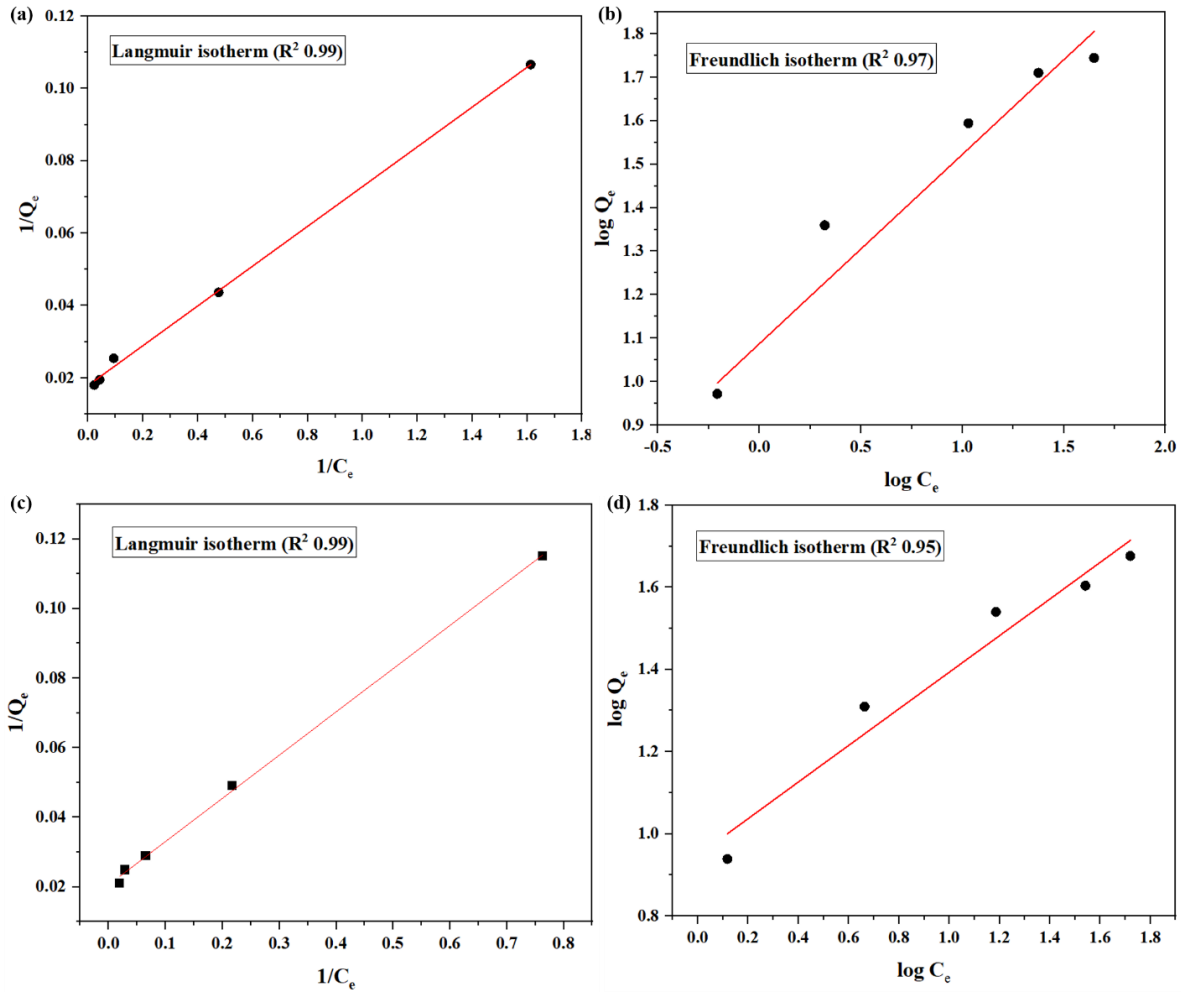 (a)
Langmuir isotherm (R² 0.99)
0.12
0.10
0.08
0.06
0.04
0.02
1/Qₑ
0.0 0.2 0.4 0.6 0.8 1.0 1.2 1.4 1.6 1.8
1/Cₑ
(b)
Freundlich isotherm (R² 0.97)
1.8
1.7
1.6
1.5
1.4
1.3
1.2
1.1
1.0
0.9
log Qₑ
-0.5 0.0 0.5 1.0 1.5 2.0
log Cₑ
(c)
Langmuir isotherm (R² 0.99)
0.12
0.10
0.08
0.06
0.04
0.02
1/Qₑ
0.0 0.1 0.2 0.3 0.4 0.5 0.6 0.7 0.8
1/Cₑ
(d)
Freundlich isotherm (R² 0.95)
1.8
1.6
1.4
1.2
1.0
0.8
log Qₑ
0.0 0.2 0.4 0.6 0.8 1.0 1.2 1.4 1.6 1.8
log Cₑ